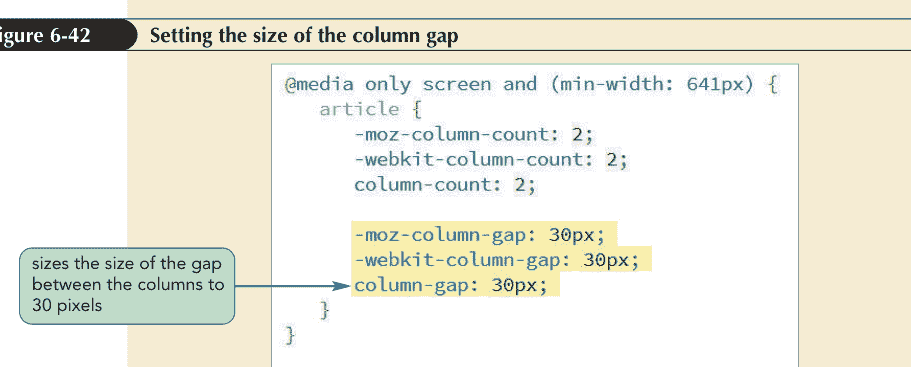 igure 6-42 Setting the size of the column gap
@media only screen and (min-width: 641px) {
article {
-moz-column-count: 2;
-webkit-column-count: 2;
column-count: 2;
-moz-column-gap: 30px;
-webkit-column-gap: 30px;
column-gap: 30px;
}
}
sizes the size of the gap
between the columns to
30 pixels